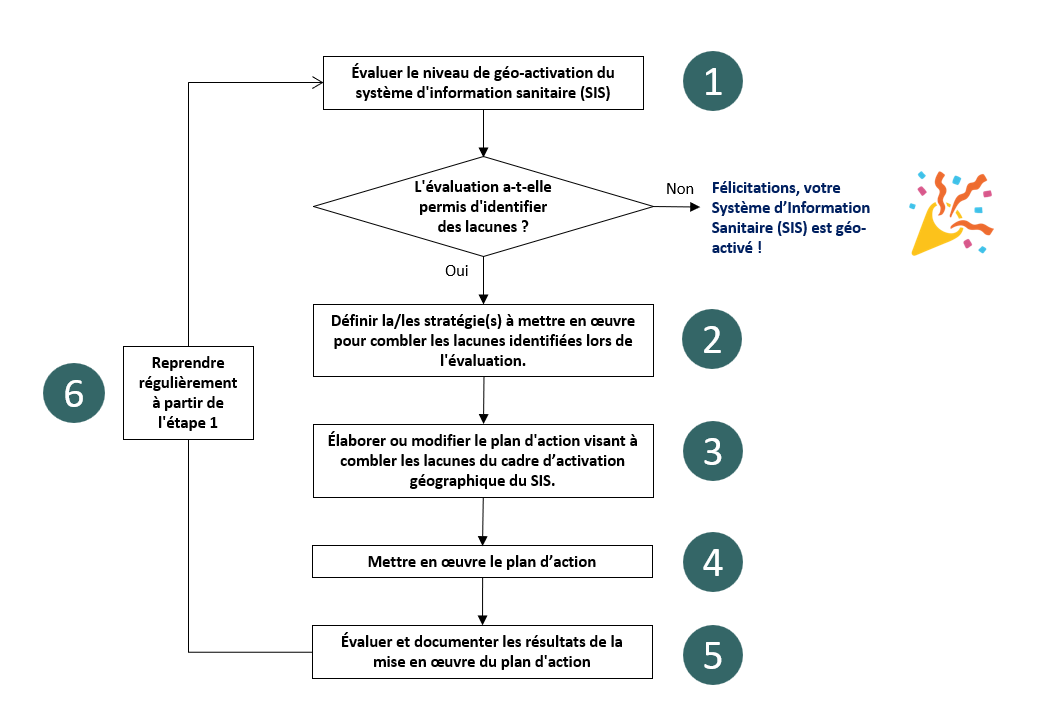 Évaluer le niveau de géo-activation du
système d'information sanitaire (SIS)
1
L'évaluation a-t-elle
permis d'identifier
des lacunes ?
Non
Félicitations, votre
Système d’Information
Sanitaire (SIS) est géo-
activé !
Oui
Définir la/les stratégie(s) à mettre en œuvre
pour combler les lacunes identifiées lors de
l'évaluation.
2
Élaborer ou modifier le plan d'action visant à
combler les lacunes du cadre d’activation
géographique du SIS.
3
Mettre en œuvre le plan d’action
4
Évaluer et documenter les résultats de la
mise en œuvre du plan d'action
5
6
Reprendre
régulièrement
à partir de
l'étape 1